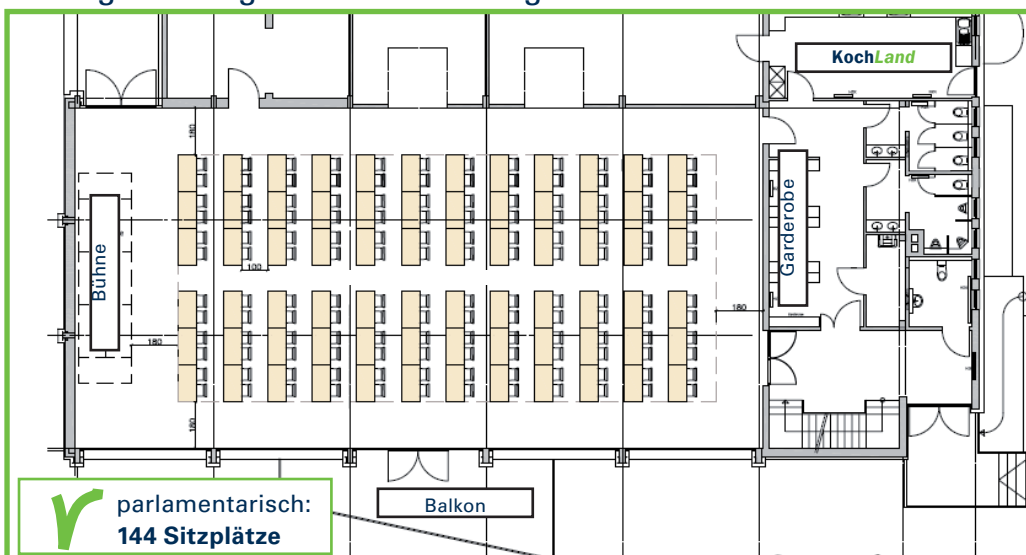 KochLand
180
Bühne
Garderobe
100
180
180
180
Balkon
parlamentarisch:
144 Sitzplätze